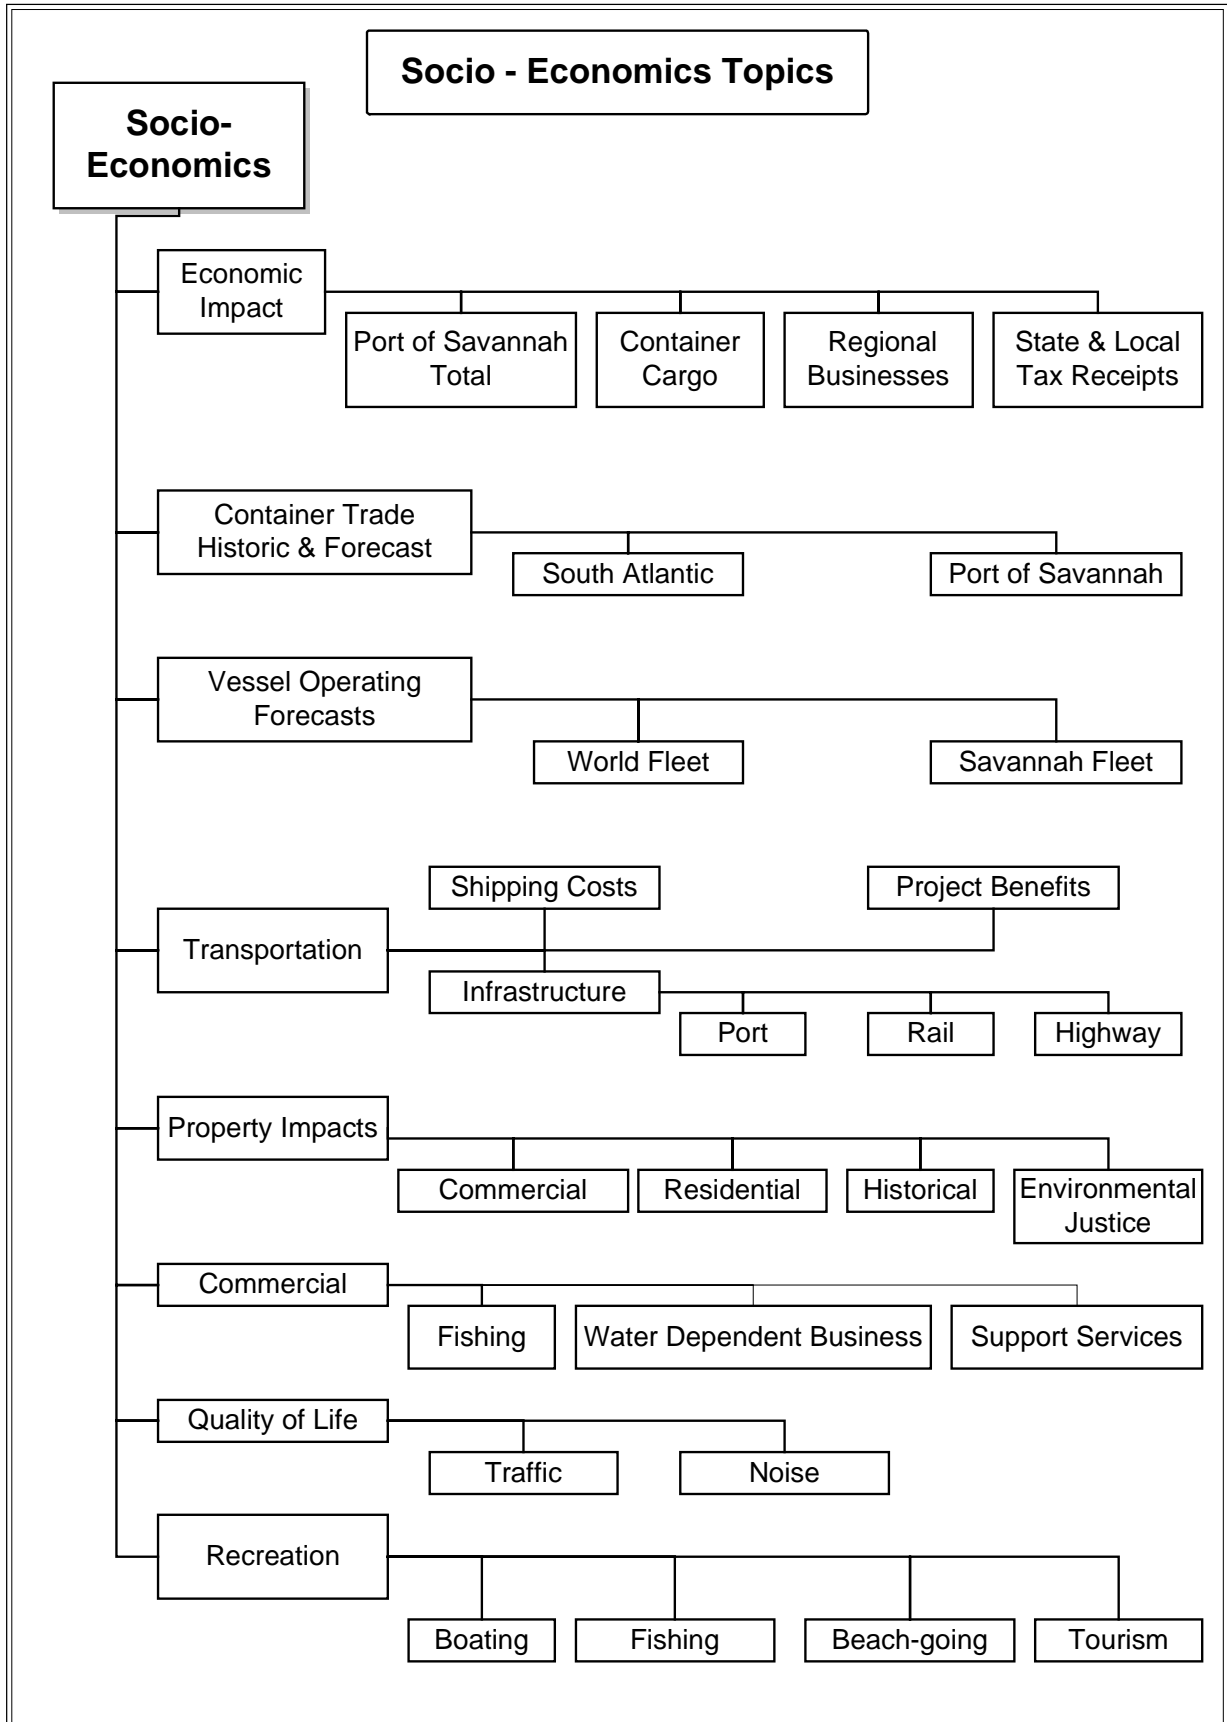 Socio - Economics Topics
Socio-
Economics
Economic
Impact
Port of Savannah
Total
Container
Cargo
Regional
Businesses
State & Local
Tax Receipts
Container Trade
Historic & Forecast
South Atlantic
Port of Savannah
Vessel Operating
Forecasts
World Fleet
Savannah Fleet
Shipping Costs
Project Benefits
Transportation
Infrastructure
Port
Rail
Highway
Property Impacts
Commercial
Residential
Historical
Environmental
Justice
Commercial
Fishing
Water Dependent Business
Support Services
Quality of Life
Traffic
Noise
Recreation
Boating
Fishing
Beach-going
Tourism